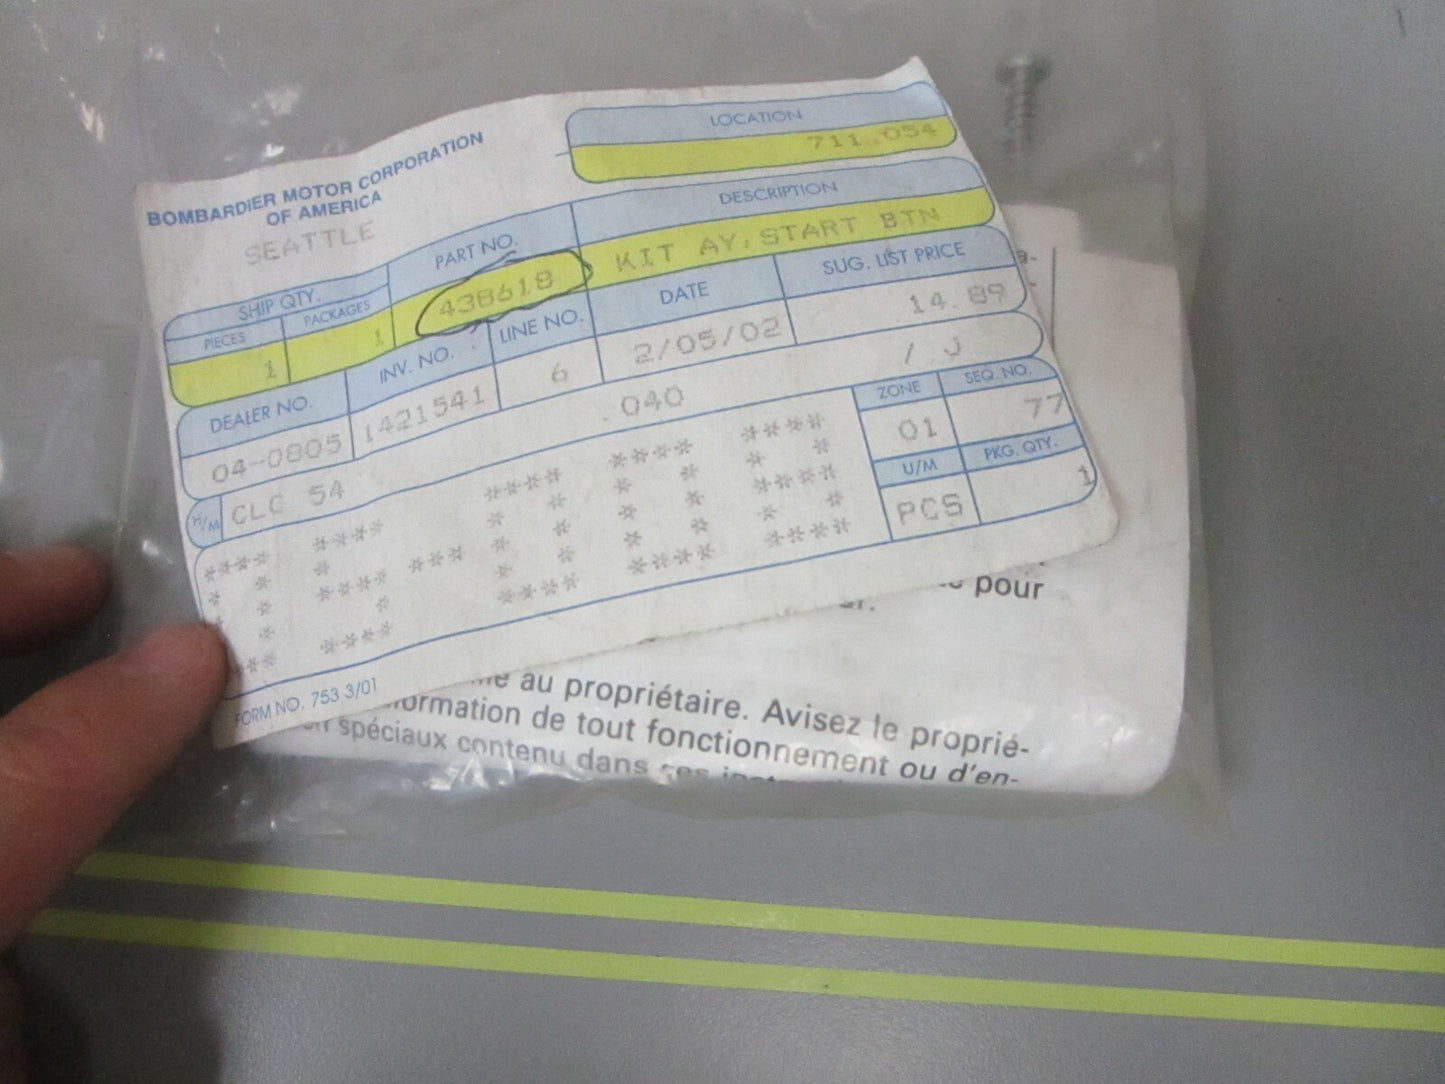 BOMBARDIER MOTOR CORPORATION
OF AMERICA
SEATTLE
LOCATION
711 054
PART NO.
438618
DESCRIPTION
KIT AY, START BTN
SHIP QTY.
PIECES
1
PACKAGES
1
INV. NO.
1421541
LINE NO.
6
DATE
2/05/02
SUG. LIST PRICE
14.89
DEALER NO.
04-0805
.040
H/M
CLC 54
ZONE
01
SEQ. NO.
77
U/M
PCS
PKG. QTY.
1
**** **** *** **** **** ****
FORM NO. 753 3/01
pour
au propriétaire. Avisez le proprié-
ormation de tout fonctionnement ou d'en-
spéciaux contenu dans